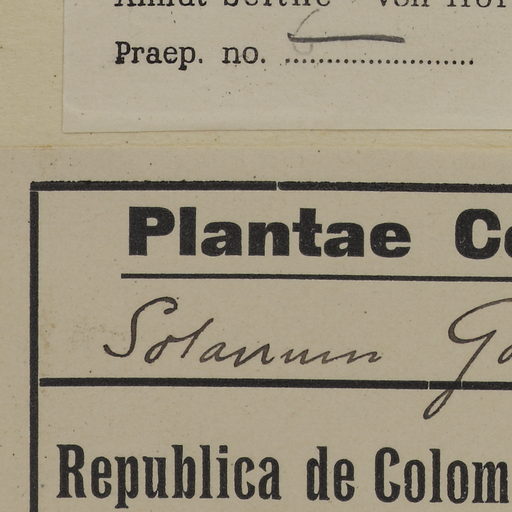 Praep. no.
Plantae
Solanum
Republica de Colom